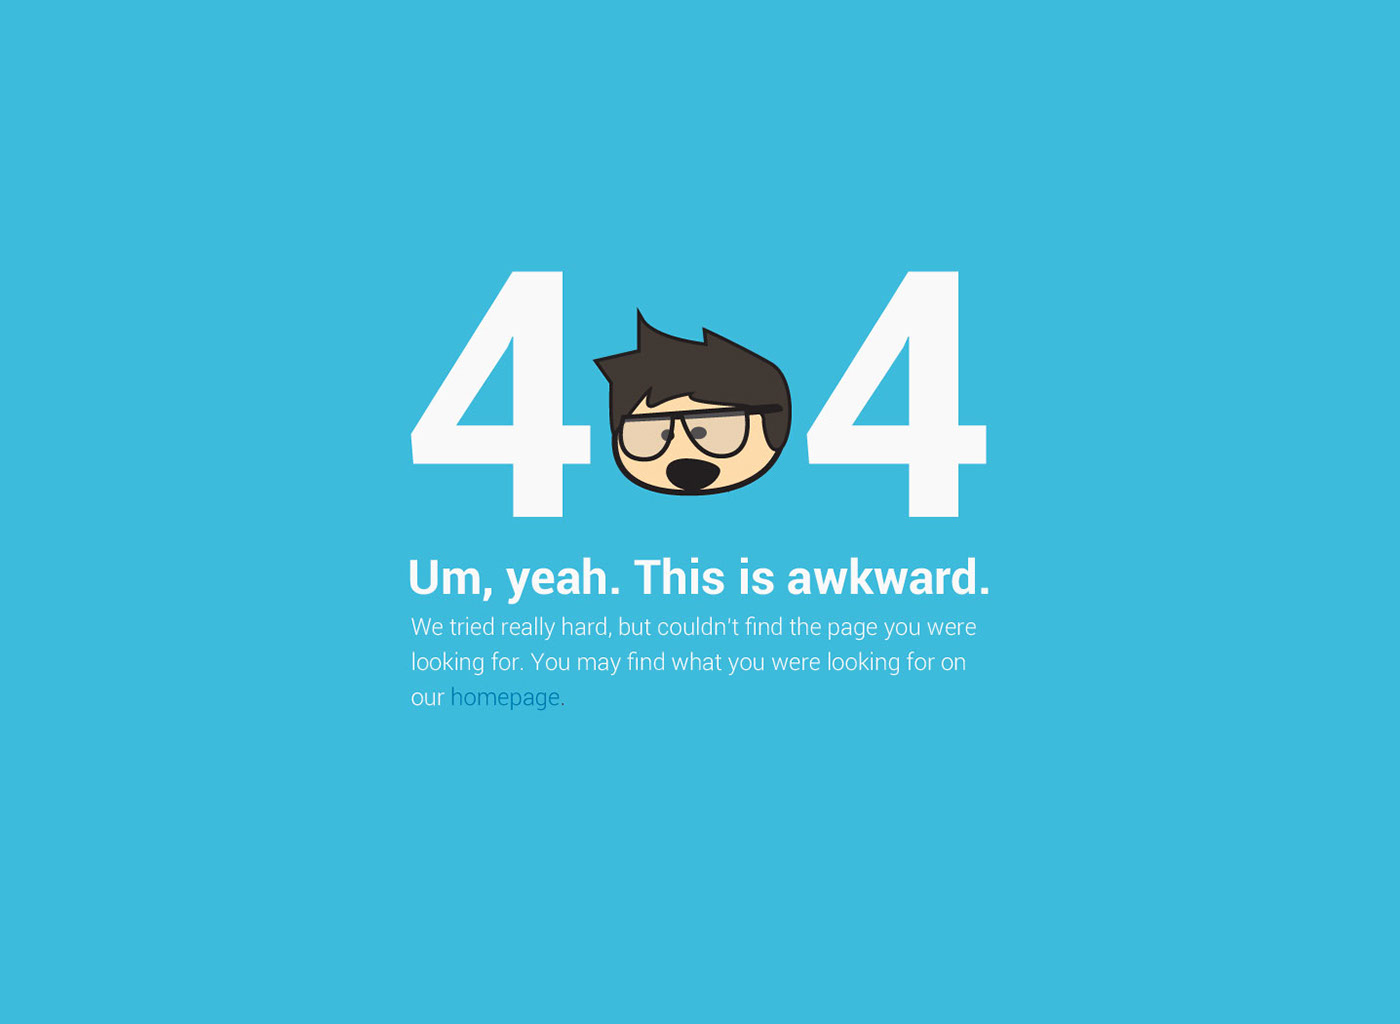 4 4
Um, yeah. This is awkward.
We tried really hard, but couldn't find the page you were
looking for. You may find what you were looking for on
our homepage.